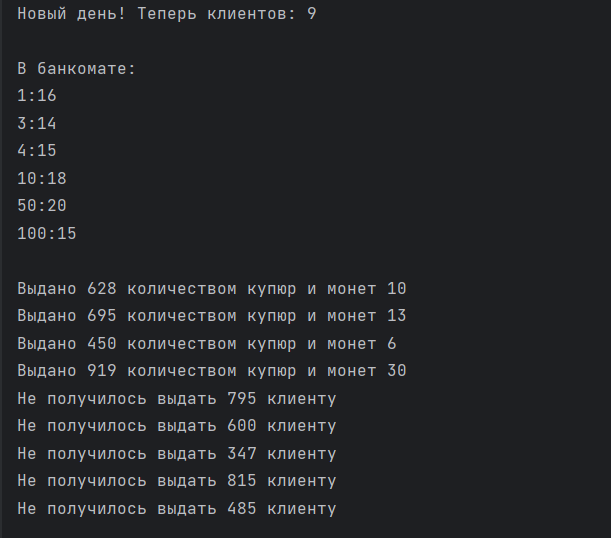 Новый день! Теперь клиентов: 9
В банкомате:
1:16
3:14
4:15
10:18
50:20
100:15
Выдано 628 количеством купюр и монет 10
Выдано 695 количеством купюр и монет 13
Выдано 450 количеством купюр и монет 6
Выдано 919 количеством купюр и монет 30
Не получилось выдать 795 клиенту
Не получилось выдать 600 клиенту
Не получилось выдать 347 клиенту
Не получилось выдать 815 клиенту
Не получилось выдать 485 клиенту